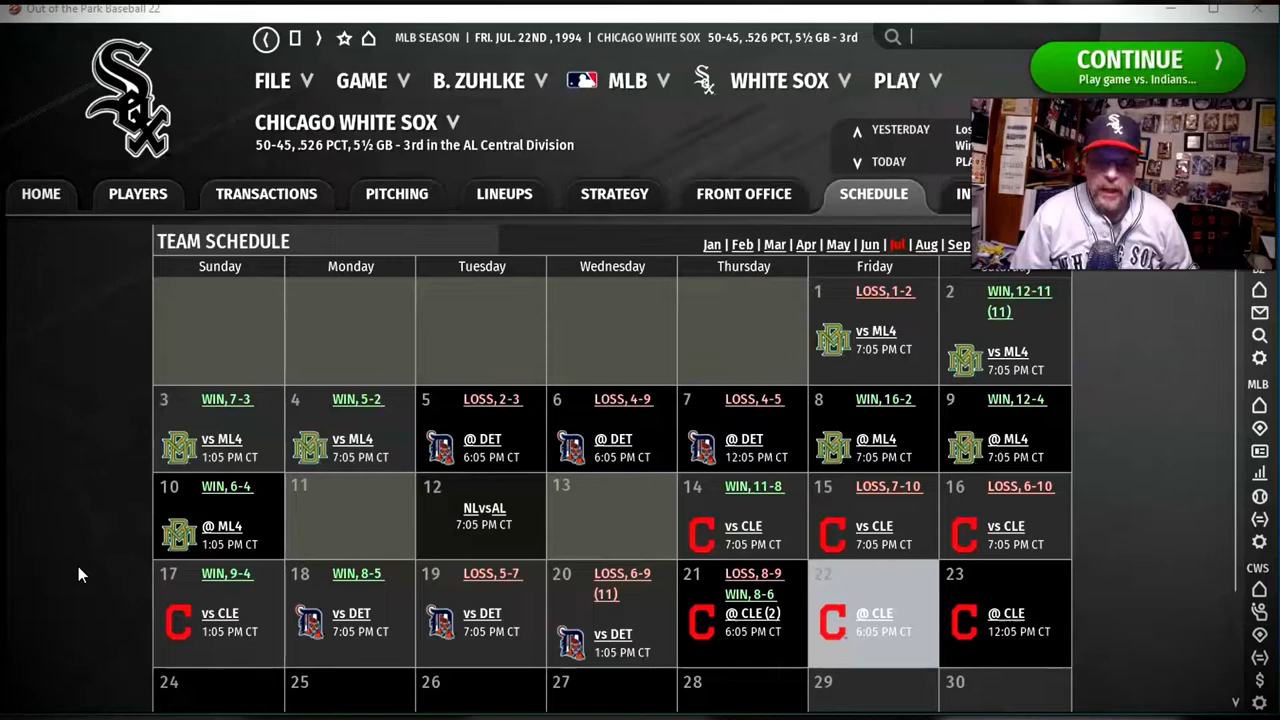 Out of the Park Baseball 22
MLB SEASON | FRI. JUL. 22ND , 1994 | CHICAGO WHITE SOX 50-45, .526 PCT, 5½ GB - 3rd
CONTINUE
Play game vs. Indians...
FILE GAME B. ZUHLKE MLB WHITE SOX PLAY
CHICAGO WHITE SOX
50-45, .526 PCT, 5½ GB - 3rd in the AL Central Division
YESTERDAY Los
Win
TODAY PL
HOME PLAYERS TRANSACTIONS PITCHING LINEUPS STRATEGY FRONT OFFICE SCHEDULE IN
TEAM SCHEDULE
Jan | Feb | Mar | Apr | May | Jun | Jul | Aug | Sep
Sunday Monday Tuesday Wednesday Thursday Friday Saturday
1 LOSS, 1-2
vs ML4
7:05 PM CT
2 WIN, 12-11
(11)
vs ML4
7:05 PM CT
3 WIN, 7-3
vs ML4
1:05 PM CT
4 WIN, 5-2
vs ML4
7:05 PM CT
5 LOSS, 2-3
@ DET
6:05 PM CT
6 LOSS, 4-9
@ DET
6:05 PM CT
7 LOSS, 4-5
@ DET
12:05 PM CT
8 WIN, 16-2
@ ML4
7:05 PM CT
9 WIN, 12-4
@ ML4
7:05 PM CT
10 WIN, 6-4
@ ML4
1:05 PM CT
11
12
NLvsAL
7:05 PM CT
13
14 WIN, 11-8
vs CLE
7:05 PM CT
15 LOSS, 7-10
vs CLE
7:05 PM CT
16 LOSS, 6-10
vs CLE
7:05 PM CT
17 WIN, 9-4
vs CLE
1:05 PM CT
18 WIN, 8-5
vs DET
7:05 PM CT
19 LOSS, 5-7
vs DET
7:05 PM CT
20 LOSS, 6-9
(11)
vs DET
1:05 PM CT
21 LOSS, 8-9
WIN, 8-6
@ CLE (2)
6:05 PM CT
22
@ CLE
6:05 PM CT
23
@ CLE
12:05 PM CT
24 25 26 27 28 29 30
MLB
CWS